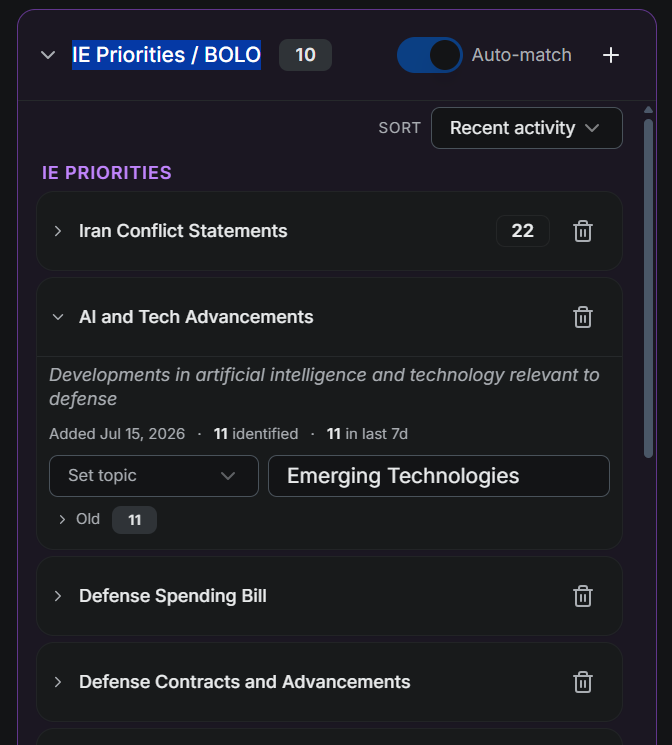 IE Priorities / BOLO 10 Auto-match +
SORT Recent activity
IE PRIORITIES
Iran Conflict Statements 22
AI and Tech Advancements
Developments in artificial intelligence and technology relevant to
defense
Added Jul 15, 2026 · 11 identified · 11 in last 7d
Set topic Emerging Technologies
Old 11
Defense Spending Bill
Defense Contracts and Advancements